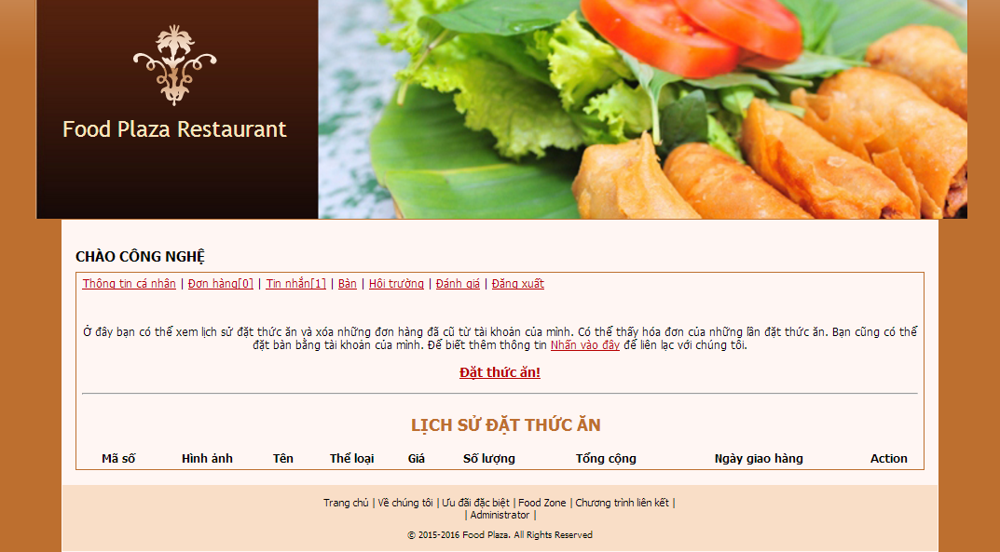 Food Plaza Restaurant
CHÀO CÔNG NGHỆ
Thông tin cá nhân | Đơn hàng[0] | Tin nhắn[1] | Bàn | Hội trường | Đánh giá | Đăng xuất
Ở đây bạn có thể xem lịch sử đặt thức ăn và xóa những đơn hàng đã cũ từ tài khoản của mình. Có thể thấy hóa đơn của những lần đặt thức ăn. Bạn cũng có thể
đặt bàn bằng tài khoản của mình. Để biết thêm thông tin Nhấn vào đây để liên lạc với chúng tôi.
Đặt thức ăn!
LỊCH SỬ ĐẶT THỨC ĂN
Mã số Hình ảnh Tên Thể loại Giá Số lượng Tổng cộng Ngày giao hàng Action
Trang chủ | Về chúng tôi | Ưu đãi đặc biệt | Food Zone | Chương trình liên kết |
| Administrator |
© 2015-2016 Food Plaza. All Rights Reserved